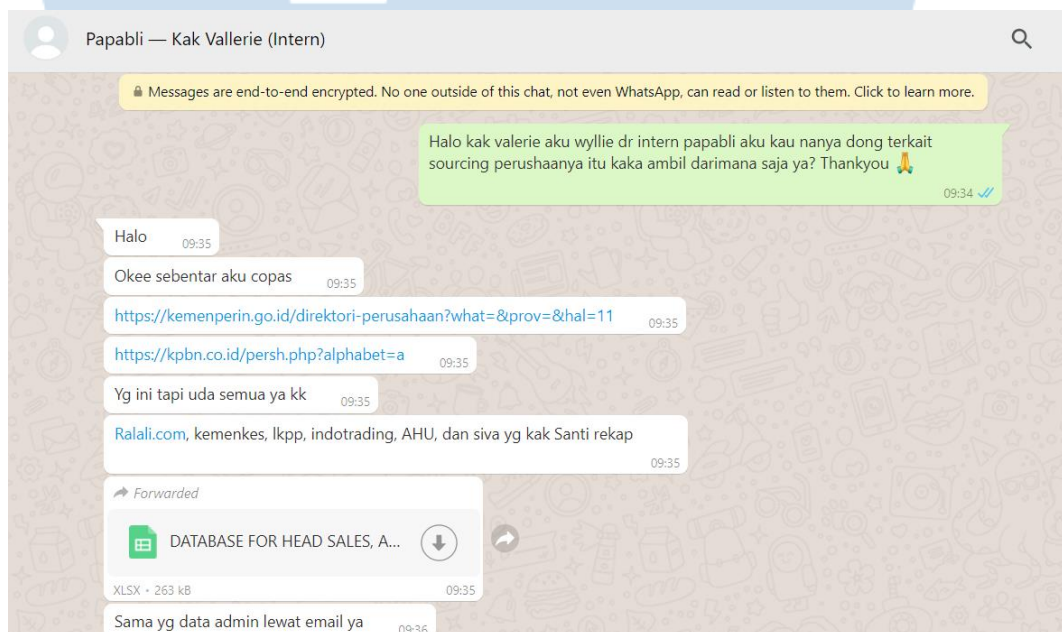 Papabli — Kak Vallerie (Intern)
Messages are end-to-end encrypted. No one outside of this chat, not even WhatsApp, can read or listen to them. Click to learn more.
Halo kak valerie aku wyllie dr intern papabli aku kau nanya dong terkait
sourcing perushaanya itu kaka ambil darimana saja ya? Thankyou 🙏
09:34
Halo 09:35
Okee sebentar aku copas 09:35
https://kemenperin.go.id/direktori-perusahaan?what=&prov=&hal=11 09:35
https://kpbn.co.id/persh.php?alphabet=a 09:35
Yg ini tapi uda semua ya kk 09:35
Ralali.com, kemenkes, lkpp, indotrading, AHU, dan siva yg kak Santi rekap
09:35
Forwarded
DATABASE FOR HEAD SALES, A...
XLSX • 263 kB 09:35
Sama yg data admin lewat email ya 09:36